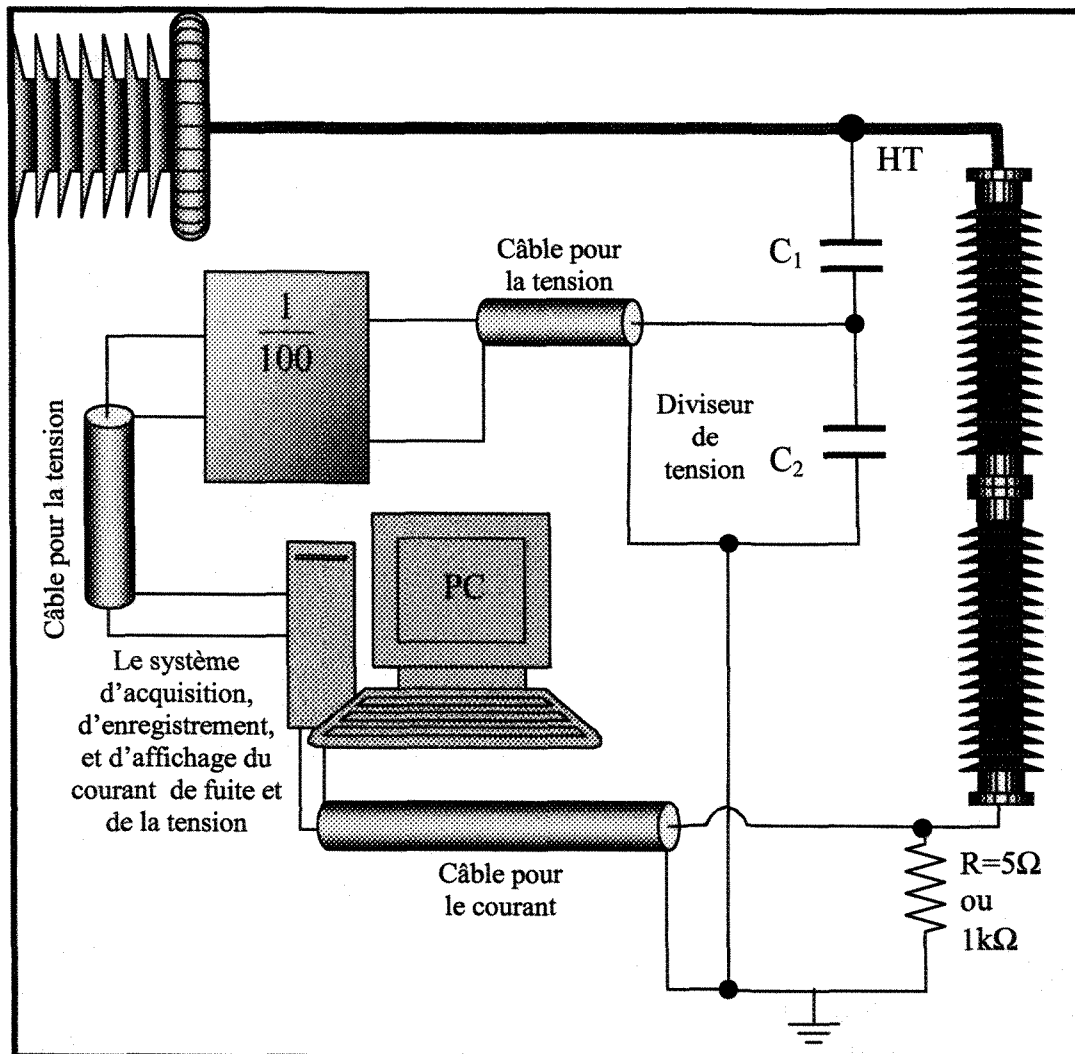 HT
C₁
Câble pour
la tension
1
100
Diviseur
de
tension
C₂
Câble pour la tension
PC
Le système
d'acquisition,
d'enregistrement,
et d'affichage du
courant de fuite et
de la tension
Câble pour
le courant
R=5Ω
ou
1kΩ